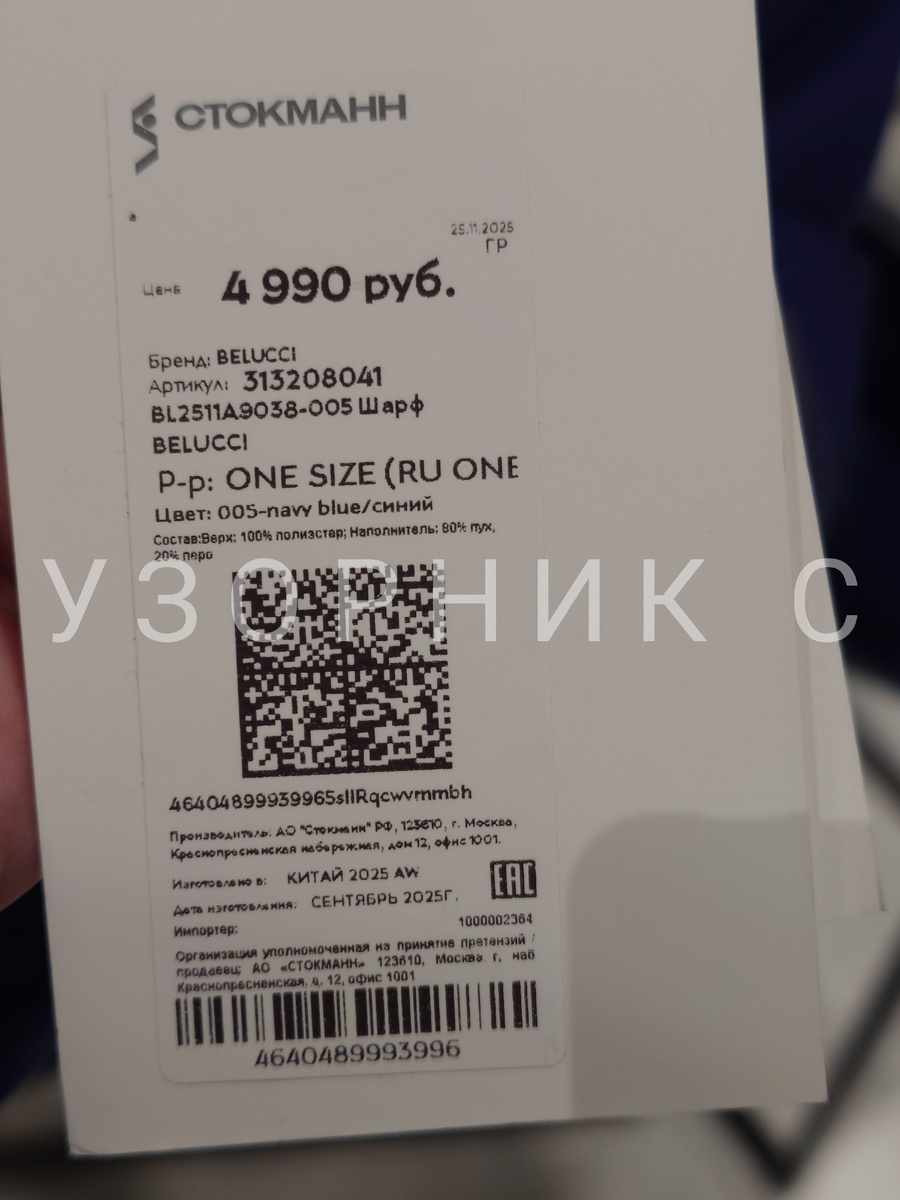 СТОКМАНН
25.11.2025
ГР
Цена 4 990 руб.
Бренд: BELUCCI
Артикул: 313208041
BL2511A9038-005 Шарф
BELUCCI
Р-р: ONE SIZE (RU ONE
Цвет: 005-navy blue/синий
Состав:Верх: 100% полиэстер; Наполнитель: 80% пух,
20% перо
УЗОРНИК С
46404899939965sIIRqcwvmmbh
Производитель: АО "Стокманн" РФ, 123610, г. Москва,
Краснопресненская набережная, дом 12, офис 1001.
Изготовлено в: КИТАЙ 2025 AW
EAC
Дата изготовления: СЕНТЯБРЬ 2025Г.
Импортер: 1000002364
Организация уполномоченная на принятие претензий /
продавец: АО «СТОКМАНН» 123610, Москва г, наб
Краснопресненская, д. 12, офис 1001
4640489993996